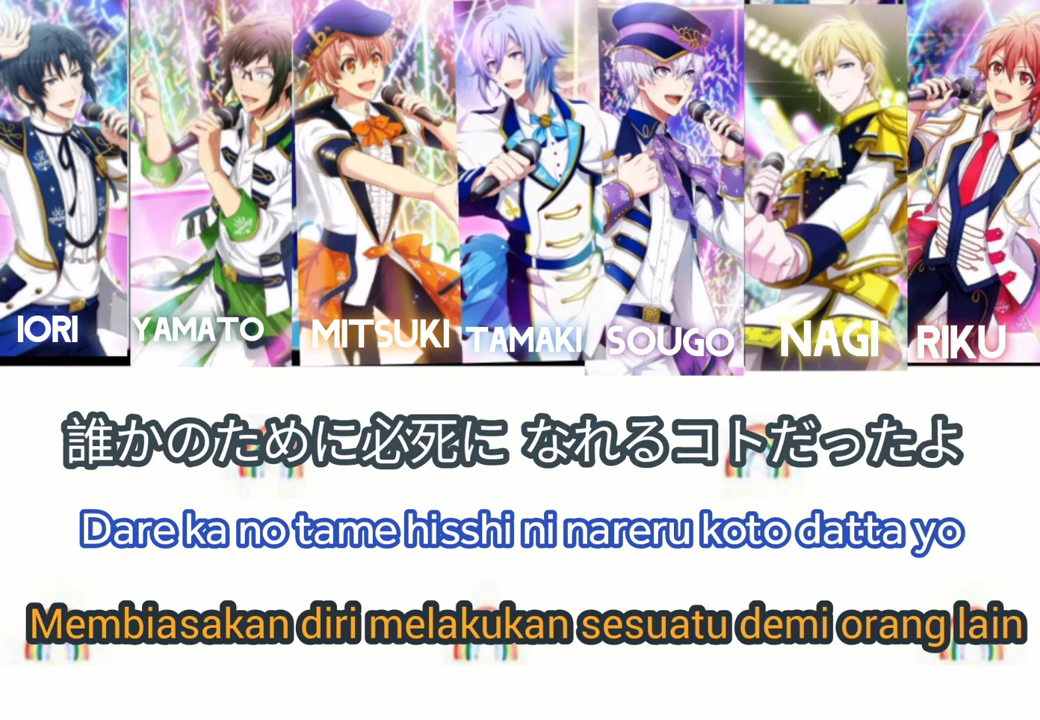 IORI YAMATO MITSUKI TAMAKI SOUGO NAGI RIKU
誰かのために必死に なれるコトだったよ
Dare ka no tame hisshi ni nareru koto datta yo
Membiasakan diri melakukan sesuatu demi orang lain